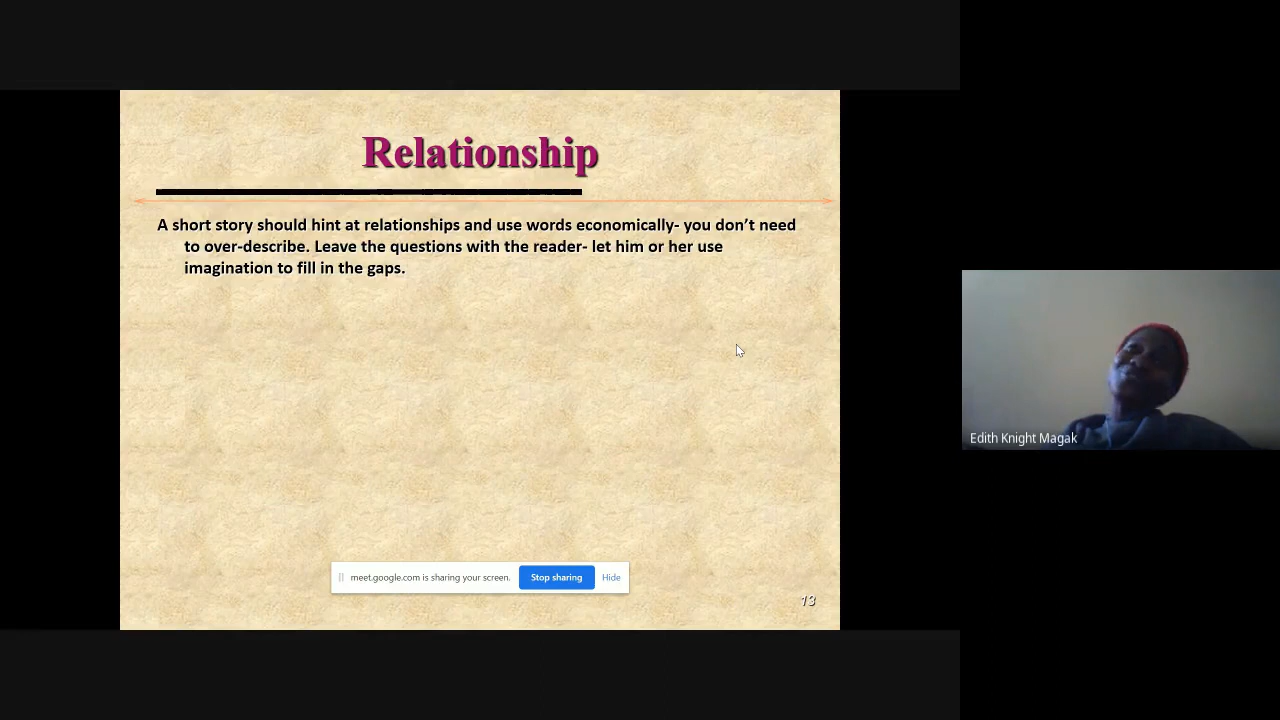 Relationship
A short story should hint at relationships and use words economically- you don’t need
to over-describe. Leave the questions with the reader- let him or her use
imagination to fill in the gaps.
Edith Knight Magak
meet.google.com is sharing your screen. Stop sharing Hide
13